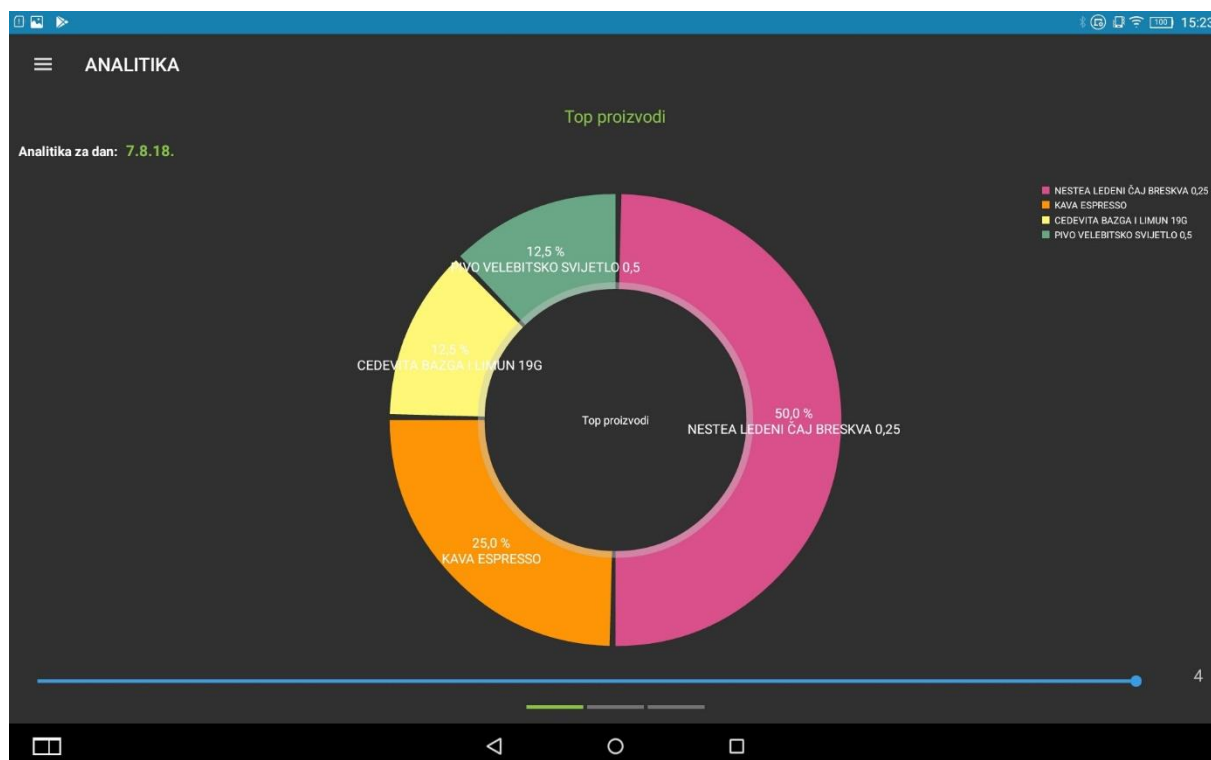 100 15:23
ANALITIKA
Top proizvodi
Analitika za dan: 7.8.18.
NESTEA LEDENI ČAJ BRESKVA 0,25
KAVA ESPRESSO
CEDEVITA BAZGA I LIMUN 19G
PIVO VELEBITSKO SVIJETLO 0,5
12,5 %
PIVO VELEBITSKO SVIJETLO 0,5
12,5 %
CEDEVITA BAZGA I LIMUN 19G
Top proizvodi
50,0 %
NESTEA LEDENI ČAJ BRESKVA 0,25
25,0 %
KAVA ESPRESSO
4